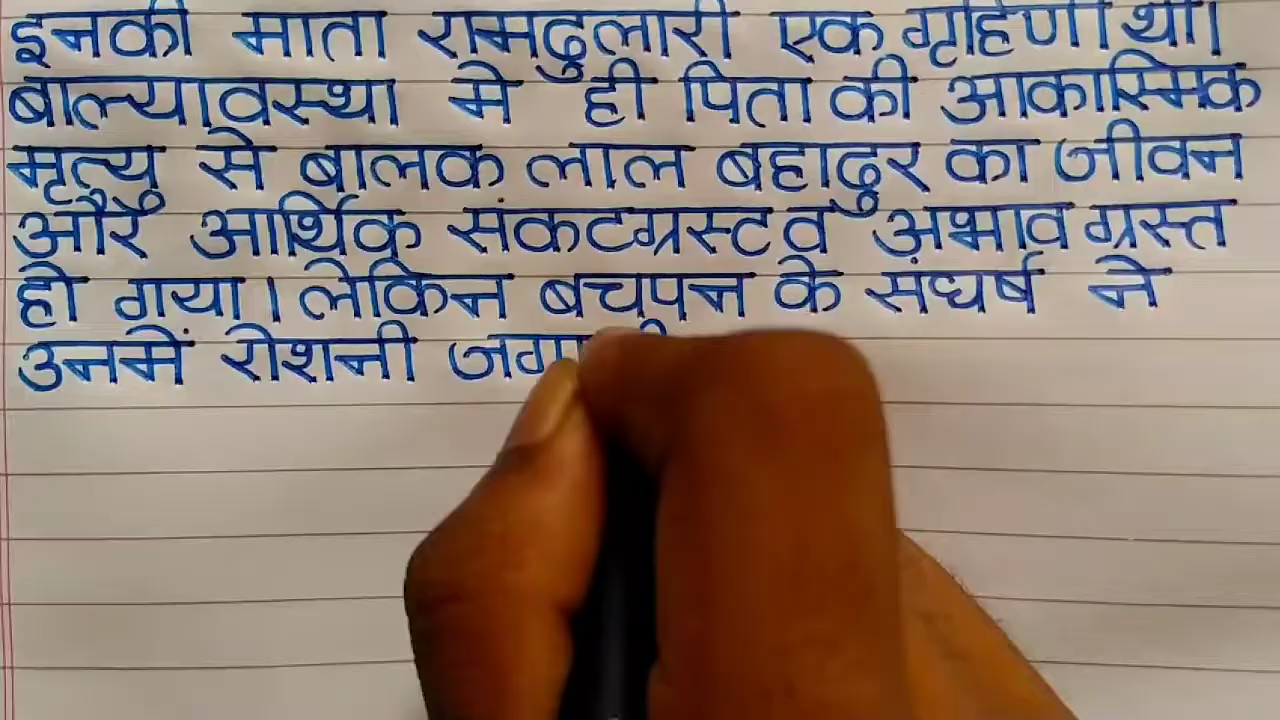 इनकी माता रामदुलारी एक गृहिणी थी।
बाल्यावस्था मे ही पिता की आकास्मिक
मृत्यु से बालक लाल बहादुर का जीवन
और आर्थिक संकटग्रस्ट व अभाव ग्रस्त
हो गया। लेकिन बचपन के संघर्ष ने
उनमें रोशनी